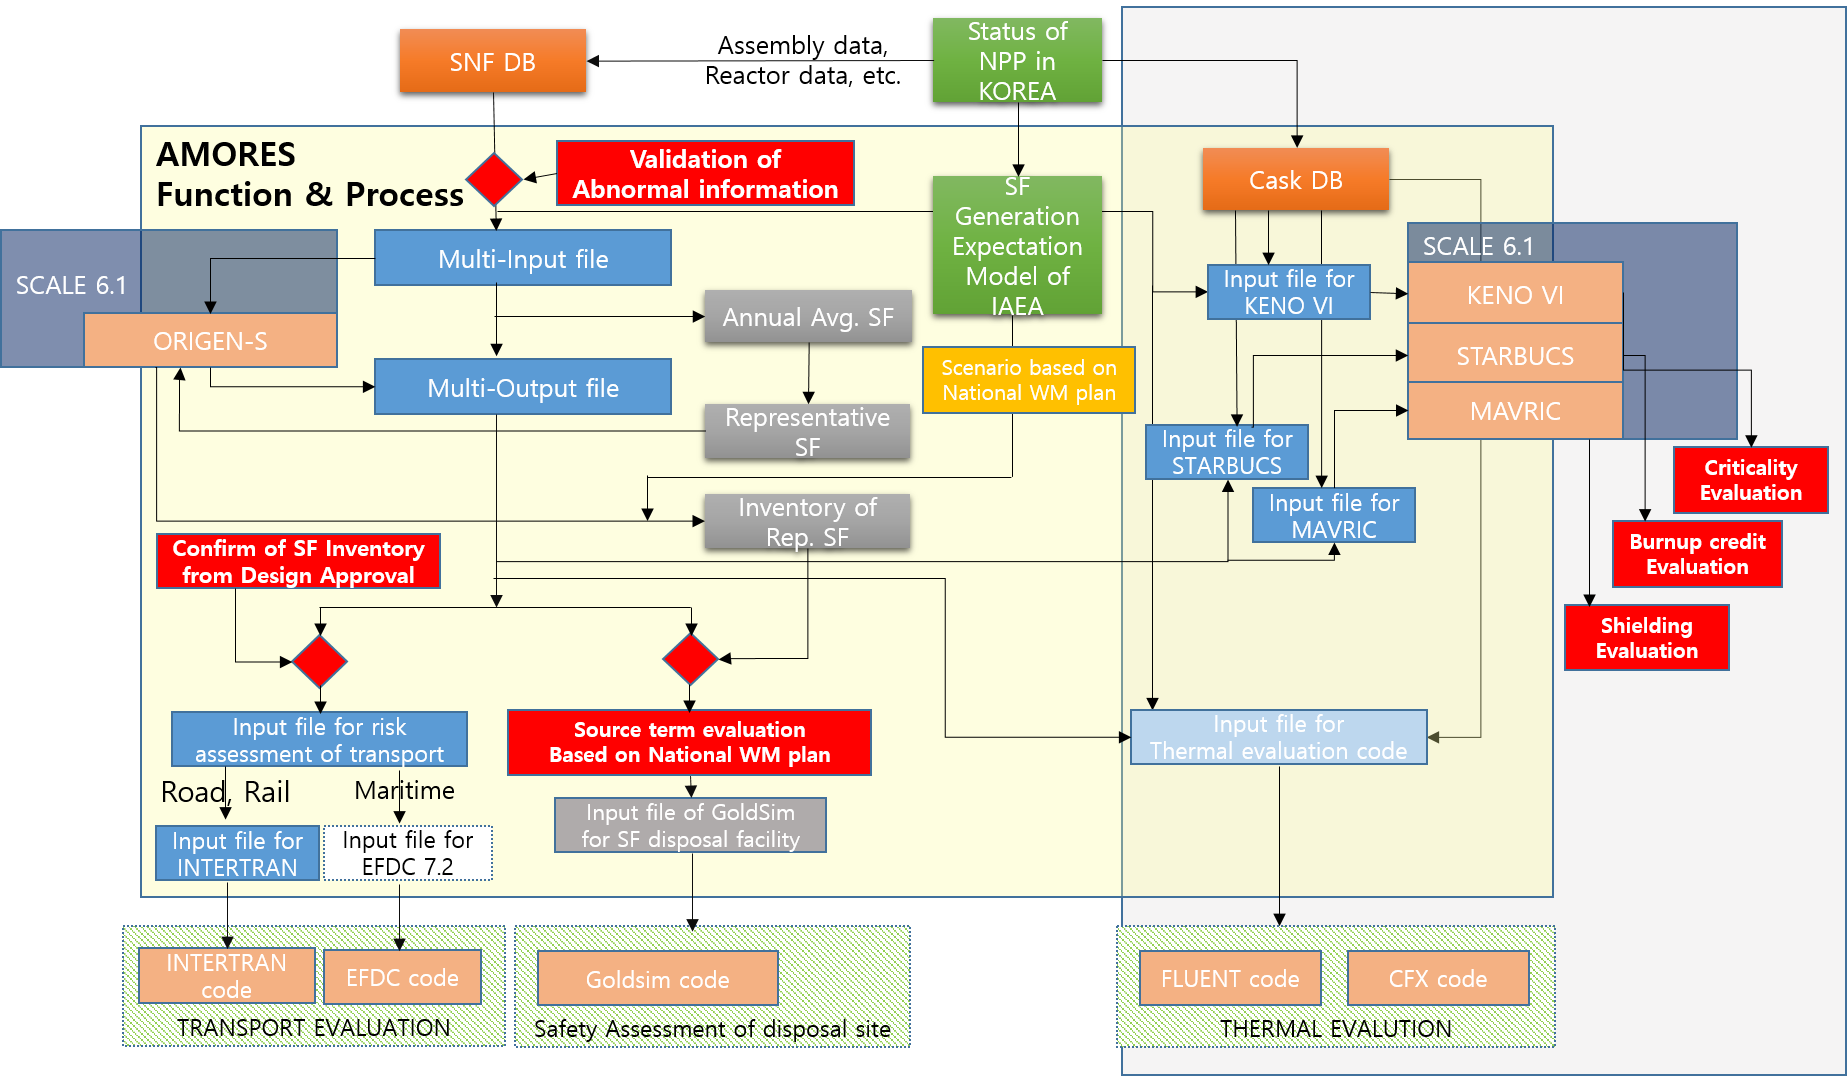 Status of
NPP in
KOREA
Assembly data,
Reactor data, etc.
SNF DB
AMORES
Function & Process
Validation of
Abnormal information
SF
Generation
Expectation
Model of
IAEA
Cask DB
SCALE 6.1
ORIGEN-S
Multi-Input file
Annual Avg. SF
Multi-Output file
Representative
SF
Scenario based on
National WM plan
Input file for
KENO VI
SCALE 6.1
KENO VI
STARBUCS
MAVRIC
Input file for
STARBUCS
Input file for
MAVRIC
Criticality
Evaluation
Burnup credit
Evaluation
Shielding
Evaluation
Inventory of
Rep. SF
Confirm of SF Inventory
from Design Approval
Input file for risk
assessment of transport
Source term evaluation
Based on National WM plan
Input file for
Thermal evaluation code
Road, Rail
Maritime
Input file for
INTERTRAN
Input file for
EFDC 7.2
Input file of GoldSim
for SF disposal facility
INTERTRAN
code
EFDC code
TRANSPORT EVALUATION
Goldsim code
Safety Assessment of disposal site
FLUENT code
CFX code
THERMAL EVALUTION